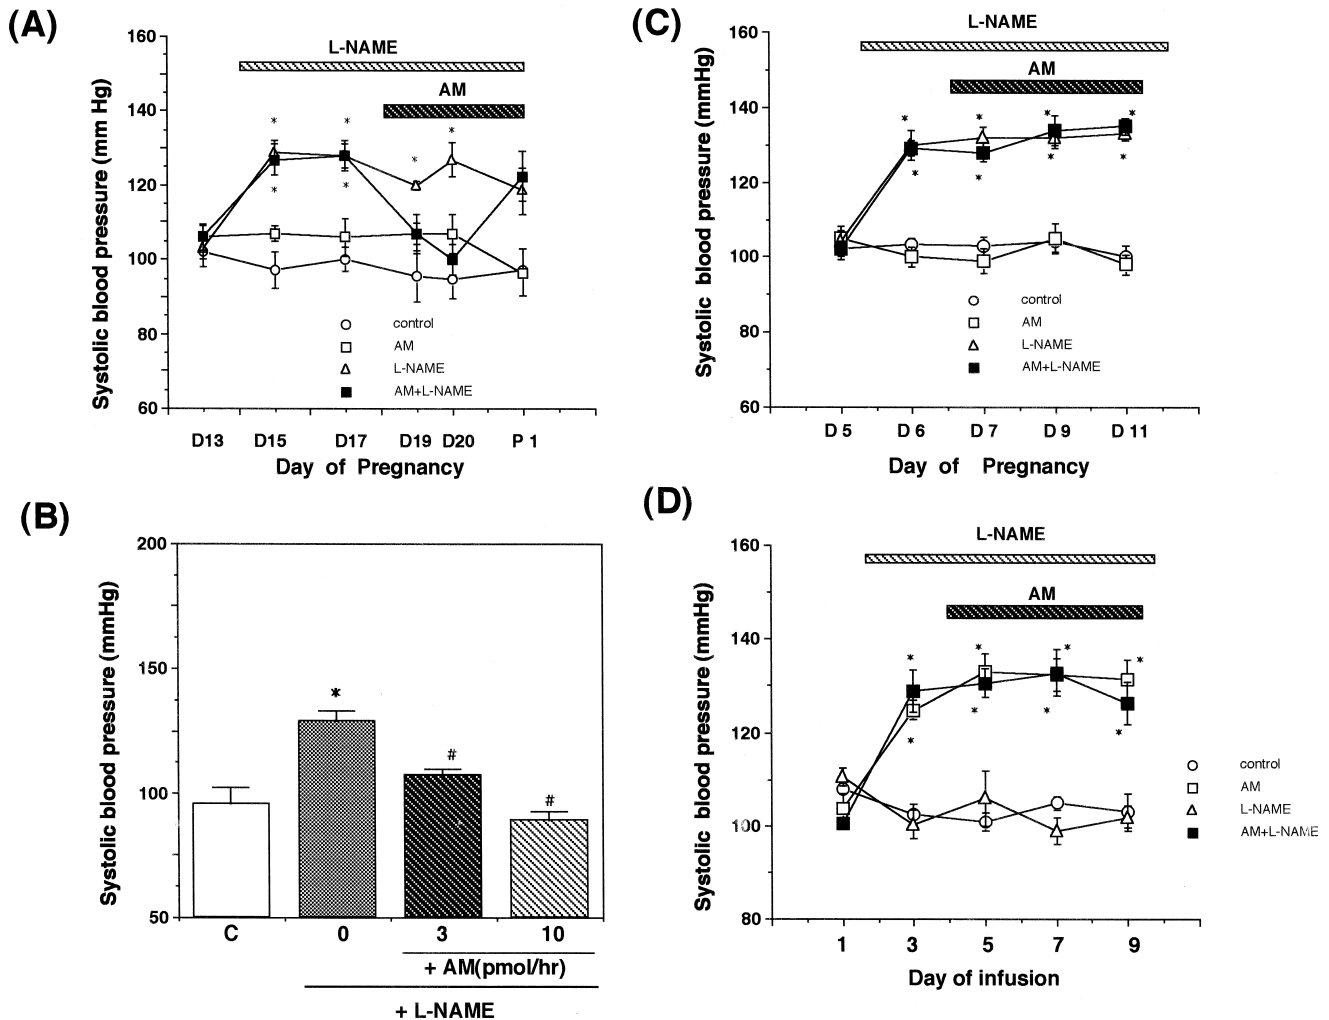 (A)
160
140
120
100
80
60
Systolic blood pressure (mm Hg)
L-NAME
AM
* * * * * *
control
AM
L-NAME
AM+L-NAME
D13 D15 D17 D19 D20 P 1
Day of Pregnancy
(C)
160
140
120
100
80
60
Systolic blood pressure (mmHg)
L-NAME
AM
* * * *
* * * *
control
AM
L-NAME
AM+L-NAME
D 5 D 6 D 7 D 9 D 11
Day of Pregnancy
(B)
200
150
100
50
Systolic blood pressure (mmHg)
*
#
#
C 0 3 10
+ AM(pmol/hr)
+ L-NAME
(D)
160
140
120
100
80
Systolic blood pressure (mmHg)
L-NAME
AM
* * * *
* * * *
control
AM
L-NAME
AM+L-NAME
1 3 5 7 9
Day of infusion